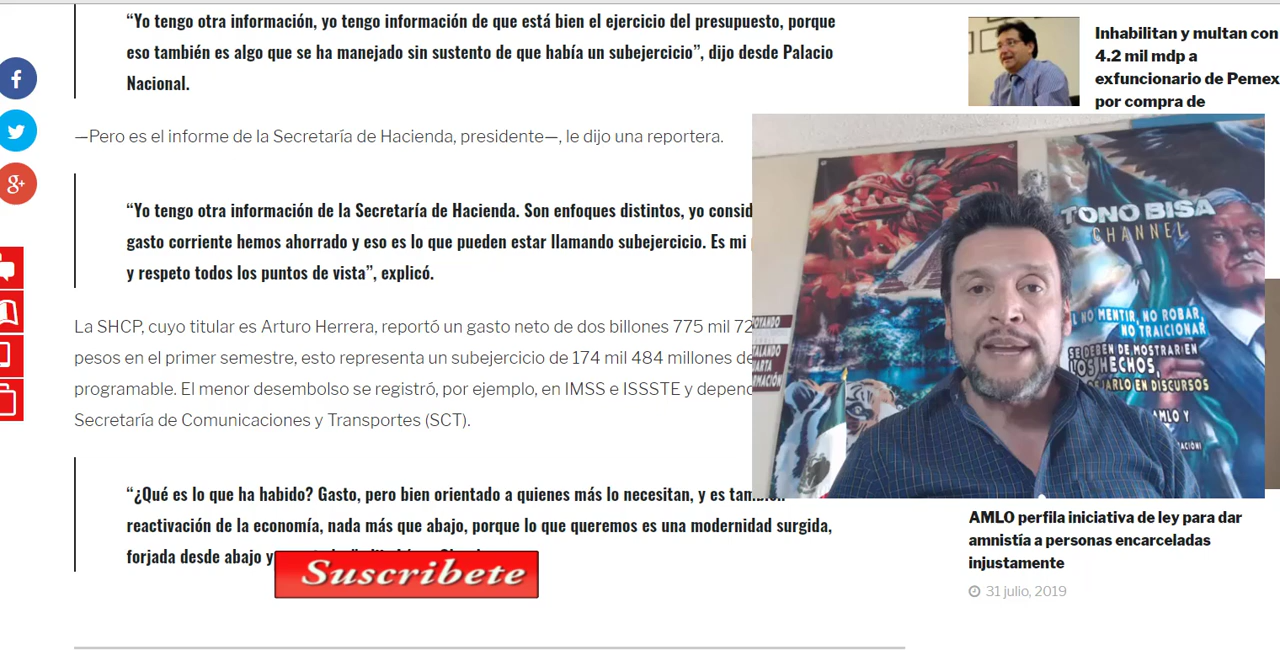 “Yo tengo otra información, yo tengo información de que está bien el ejercicio del presupuesto, porque
eso también es algo que se ha manejado sin sustento de que había un subejercicio”, dijo desde Palacio
Nacional.
—Pero es el informe de la Secretaría de Hacienda, presidente—, le dijo una reportera.
“Yo tengo otra información de la Secretaría de Hacienda. Son enfoques distintos, yo consid
gasto corriente hemos ahorrado y eso es lo que pueden estar llamando subejercicio. Es mi
y respeto todos los puntos de vista”, explicó.
La SHCP, cuyo titular es Arturo Herrera, reportó un gasto neto de dos billones 775 mil 72
pesos en el primer semestre, esto representa un subejercicio de 174 mil 484 millones de
programable. El menor desembolso se registró, por ejemplo, en IMSS e ISSSTE y depend
Secretaría de Comunicaciones y Transportes (SCT).
“¿Qué es lo que ha habido? Gasto, pero bien orientado a quienes más lo necesitan, y es también
reactivación de la economía, nada más que abajo, porque lo que queremos es una modernidad surgida,
forjada desde abajo y
Suscribete
Inhabilitan y multan con
4.2 mil mdp a
exfuncionario de Pemex
por compra de
TONO BISA
CHANNEL
NO MENTIR, NO ROBAR,
NO TRAICIONAR
SE DEBEN DE MOSTRAR EN
LOS HECHOS,
EN DISCURSOS
AMLO Y
AMLO perfila iniciativa de ley para dar
amnistía a personas encarceladas
injustamente
31 julio, 2019